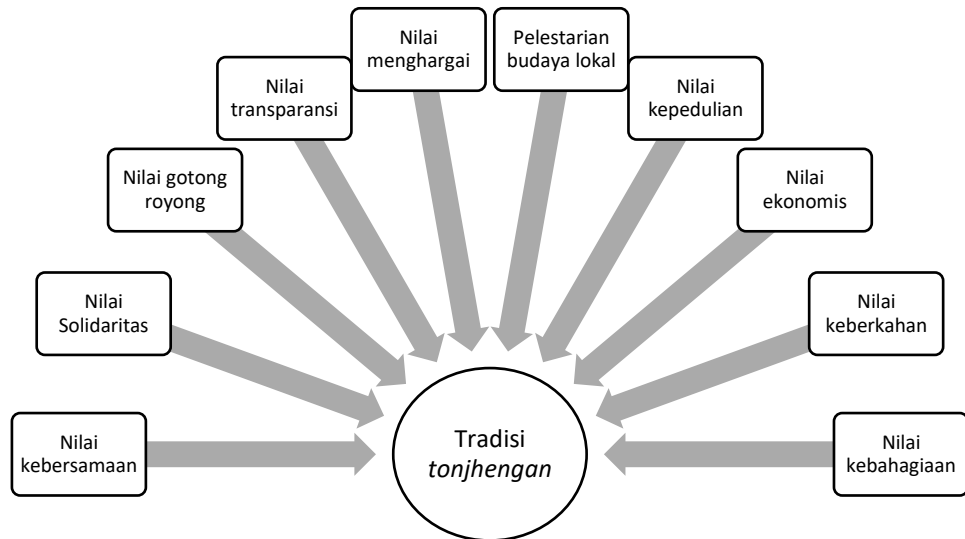 Nilai
kebersamaan
Nilai
Solidaritas
Nilai gotong
royong
Nilai
transparansi
Nilai
menghargai
Pelestarian
budaya lokal
Nilai
kepedulian
Nilai
ekonomis
Nilai
keberkahan
Nilai
kebahagiaan
Tradisi
tonjhengan